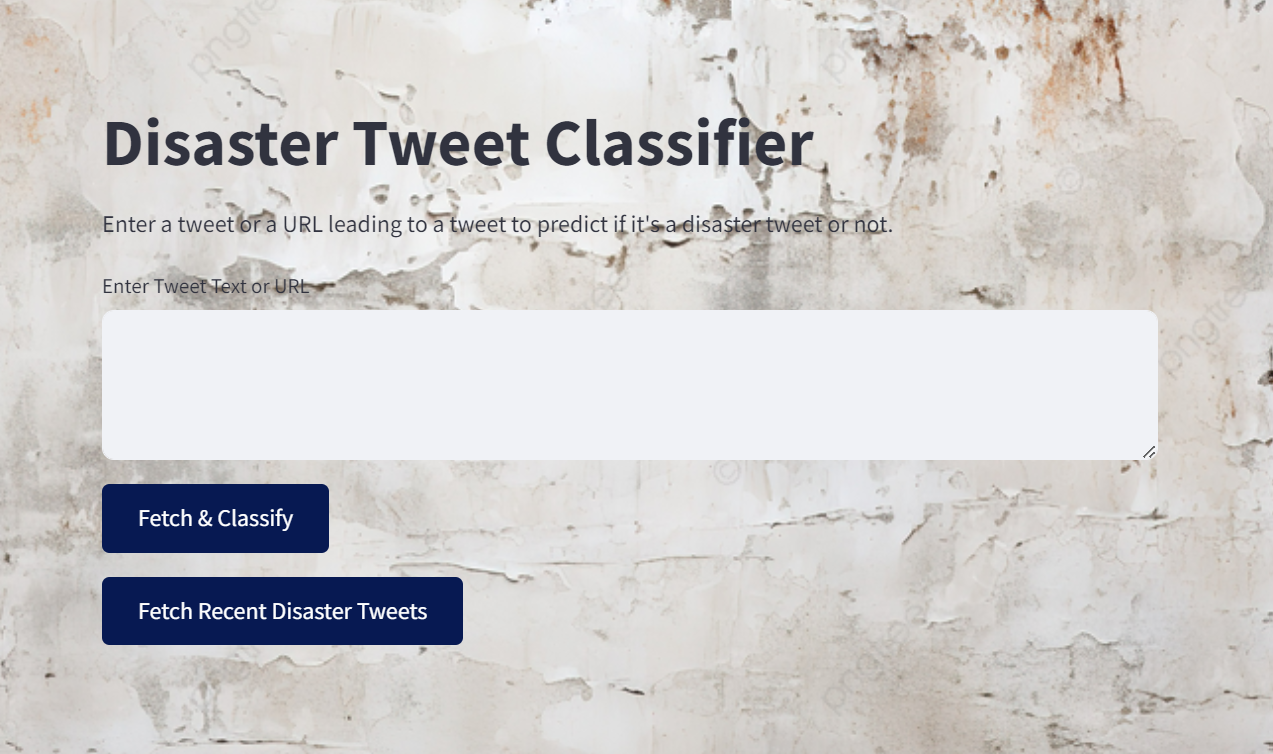 Disaster Tweet Classifier
Enter a tweet or a URL leading to a tweet to predict if it's a disaster tweet or not.
Enter Tweet Text or URL
Fetch & Classify
Fetch Recent Disaster Tweets